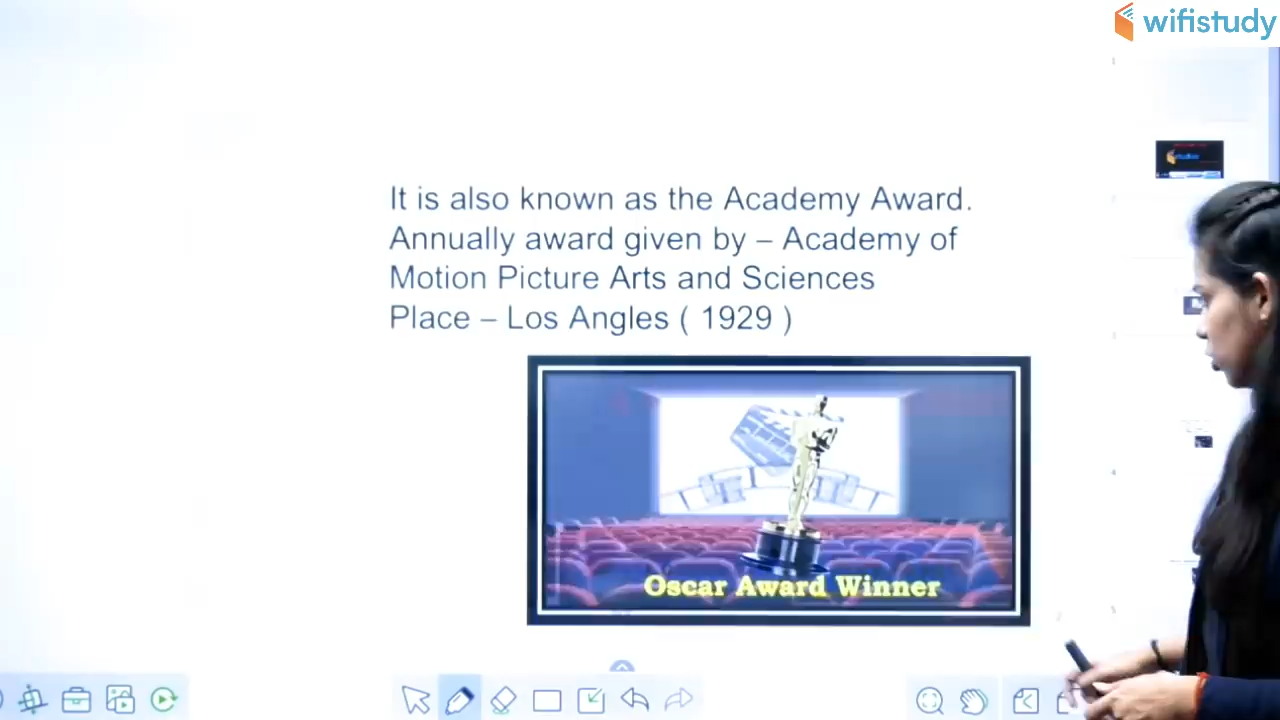 wifistudy
It is also known as the Academy Award.
Annually award given by – Academy of
Motion Picture Arts and Sciences
Place – Los Angles ( 1929 )
Oscar Award Winner